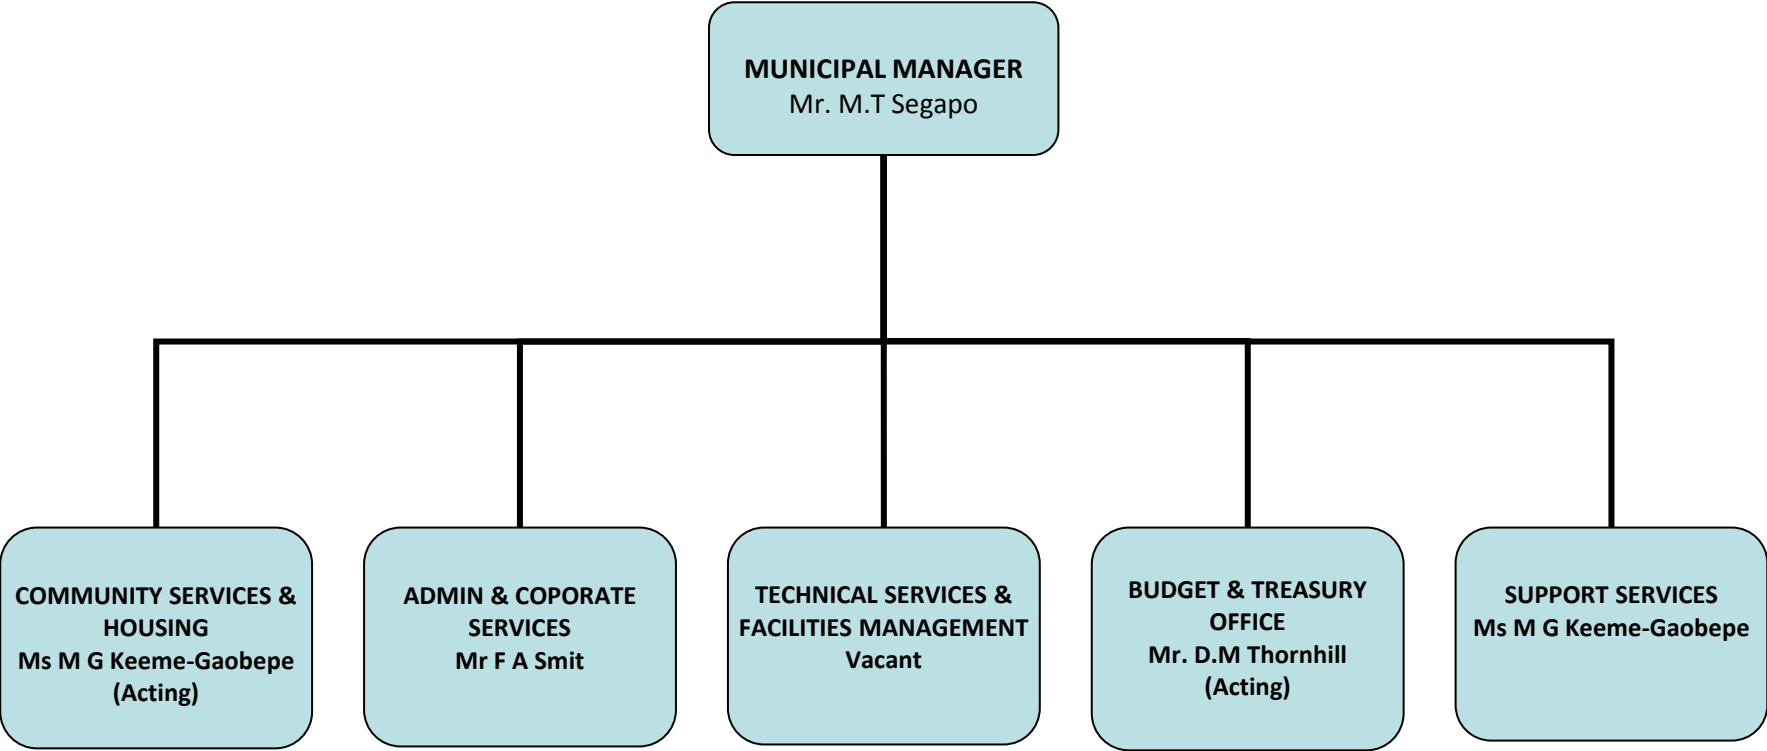 MUNICIPAL MANAGER
Mr. M.T Segapo
COMMUNITY SERVICES &
HOUSING
Ms M G Keeme-Gaobepe
(Acting)
ADMIN & COPORATE
SERVICES
Mr F A Smit
TECHNICAL SERVICES &
FACILITIES MANAGEMENT
Vacant
BUDGET & TREASURY
OFFICE
Mr. D.M Thornhill
(Acting)
SUPPORT SERVICES
Ms M G Keeme-Gaobepe